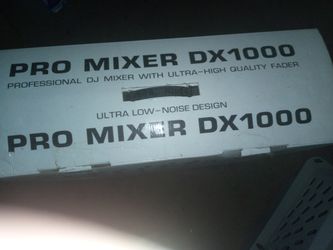 PRO MIXER DX1000
PROFESSIONAL DJ MIXER WITH ULTRA-HIGH QUALITY FADER
ULTRA LOW-NOISE DESIGN
PRO MIXER DX1000